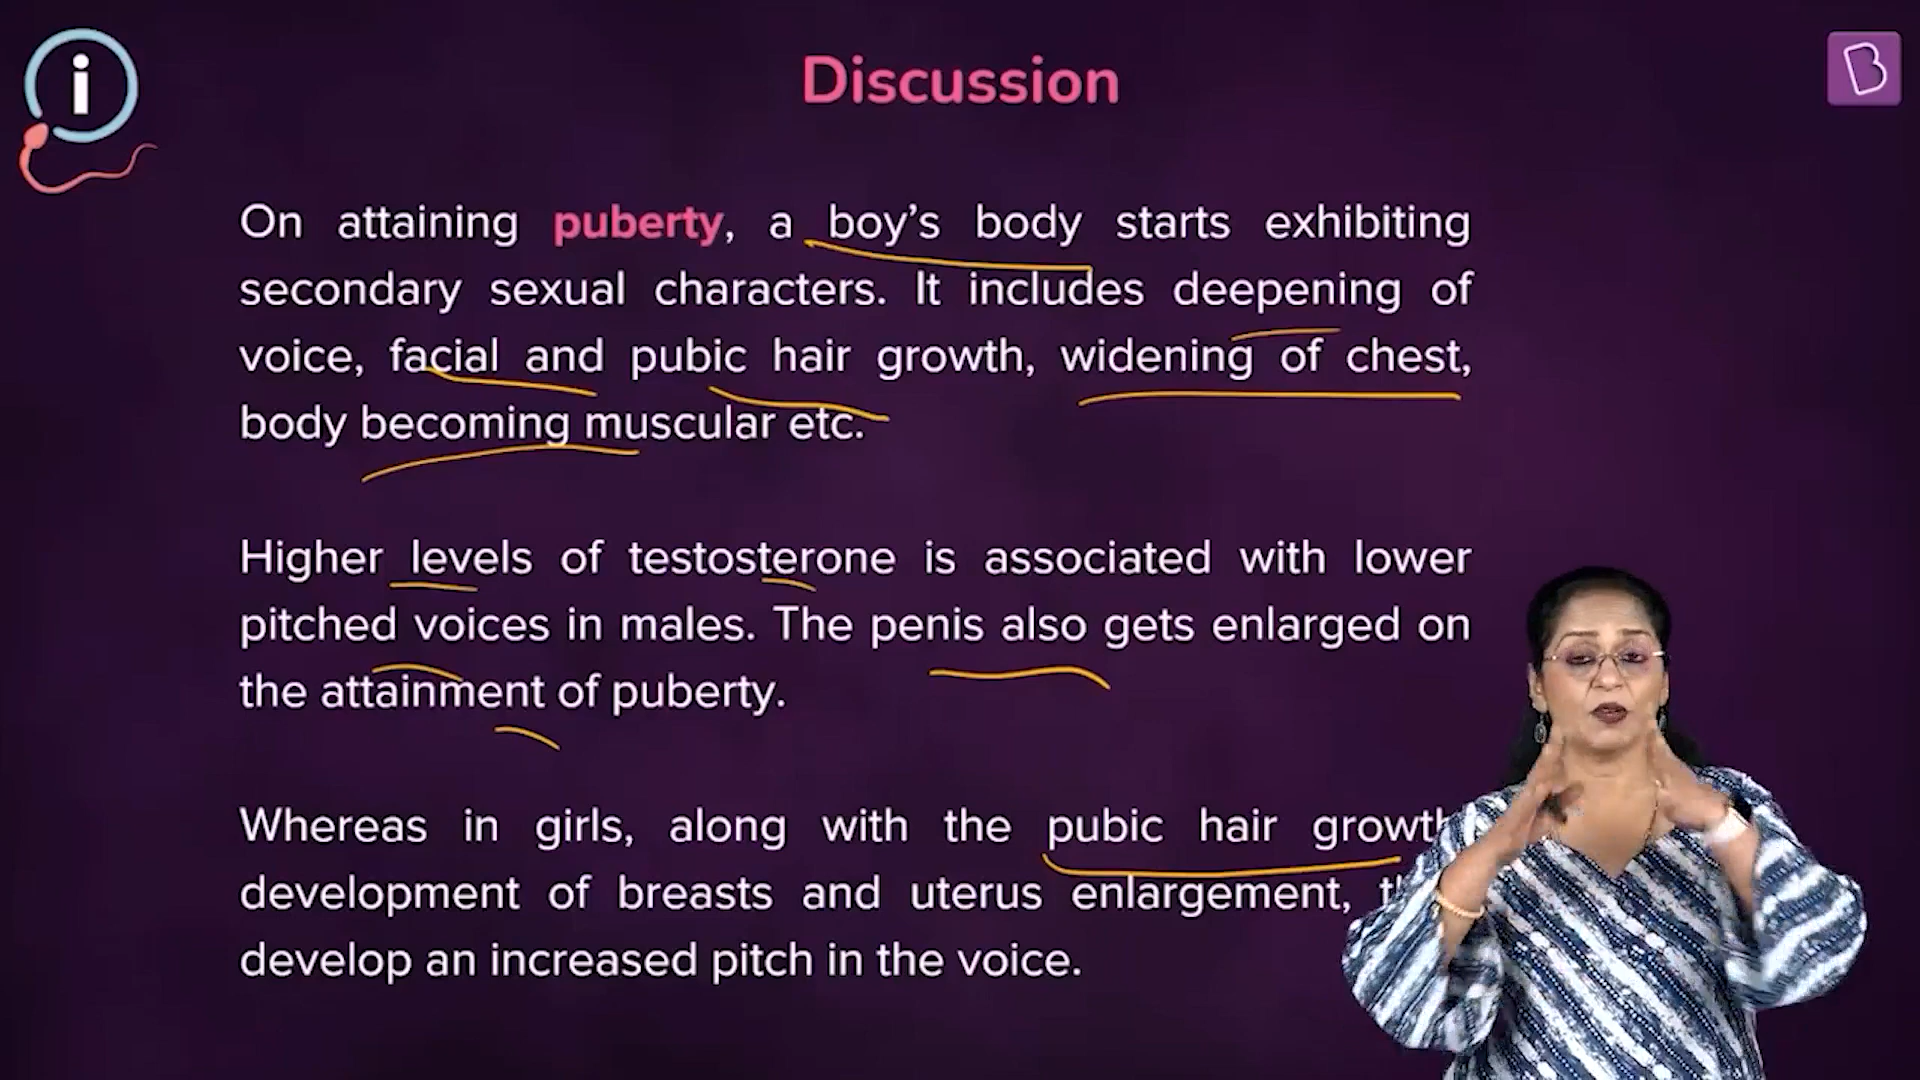 Discussion
On attaining puberty, a boy's body starts exhibiting
secondary sexual characters. It includes deepening of
voice, facial and pubic hair growth, widening of chest,
body becoming muscular etc.
Higher levels of testosterone is associated with lower
pitched voices in males. The penis also gets enlarged on
the attainment of puberty.
Whereas in girls, along with the pubic hair growth
development of breasts and uterus enlargement,
develop an increased pitch in the voice.